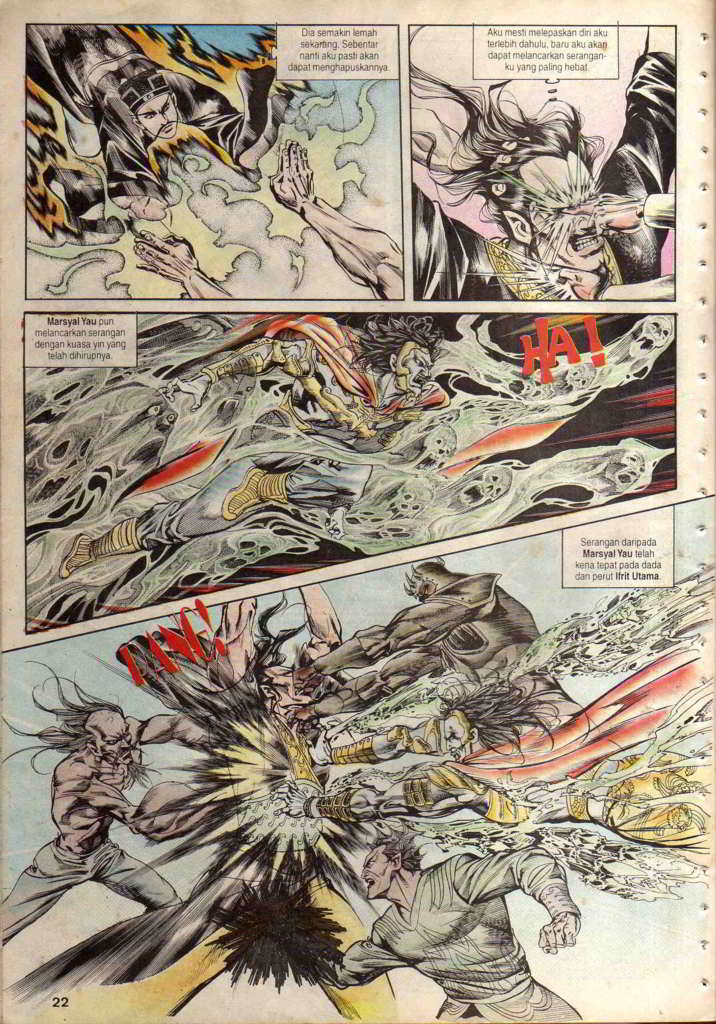 Dia semakin lemah
sekarang. Sebentar
nanti aku pasti akan
dapat menghapuskannya.
Aku mesti melepaskan diri aku
terlebih dahulu, baru aku akan
dapat melancarkan serangan-
ku yang paling hebat.
Marsyal Yau pun
melancarkan serangan
dengan kuasa yin yang
telah dihirupnya.
HA!
Serangan daripada
Marsyal Yau telah
kena tepat pada dada
dan perut Ifrit Utama.
PANG!
22